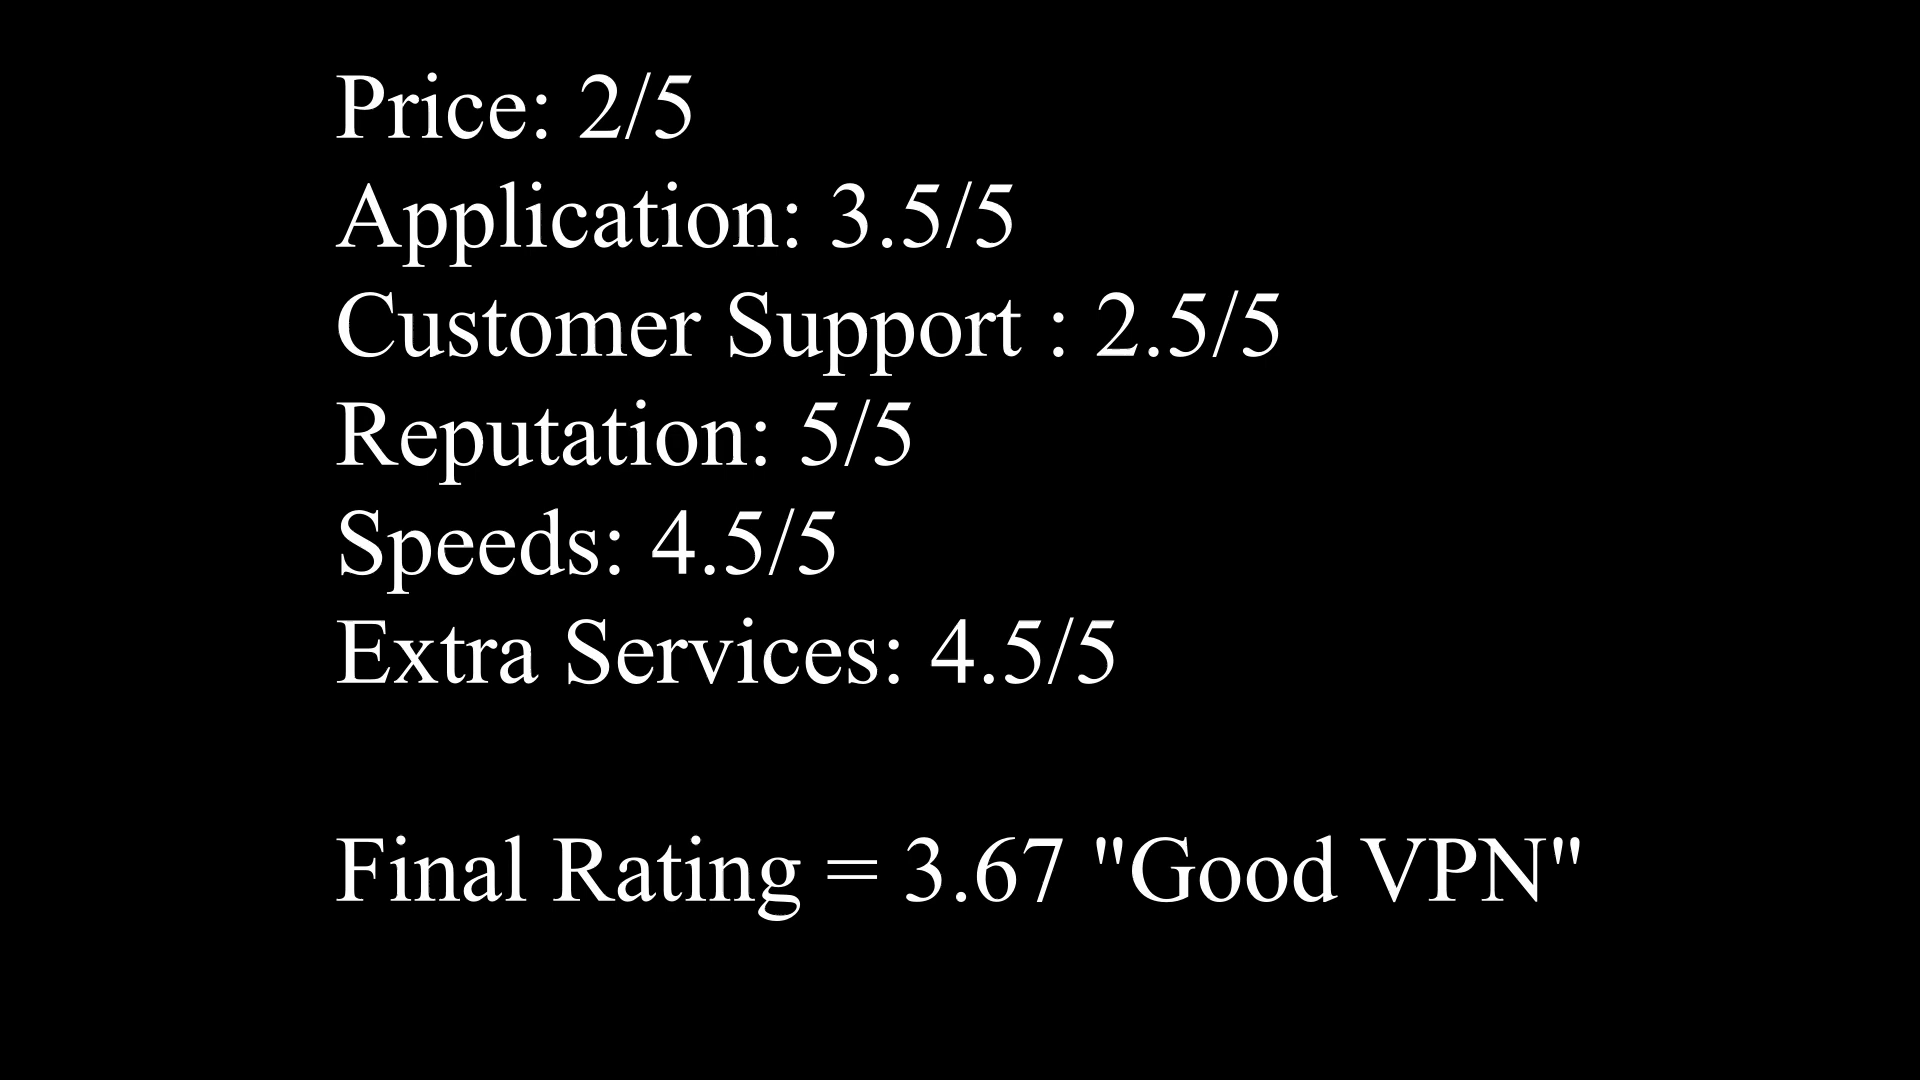 Price: 2/5
Application: 3.5/5
Customer Support : 2.5/5
Reputation: 5/5
Speeds: 4.5/5
Extra Services: 4.5/5
Final Rating = 3.67 "Good VPN"